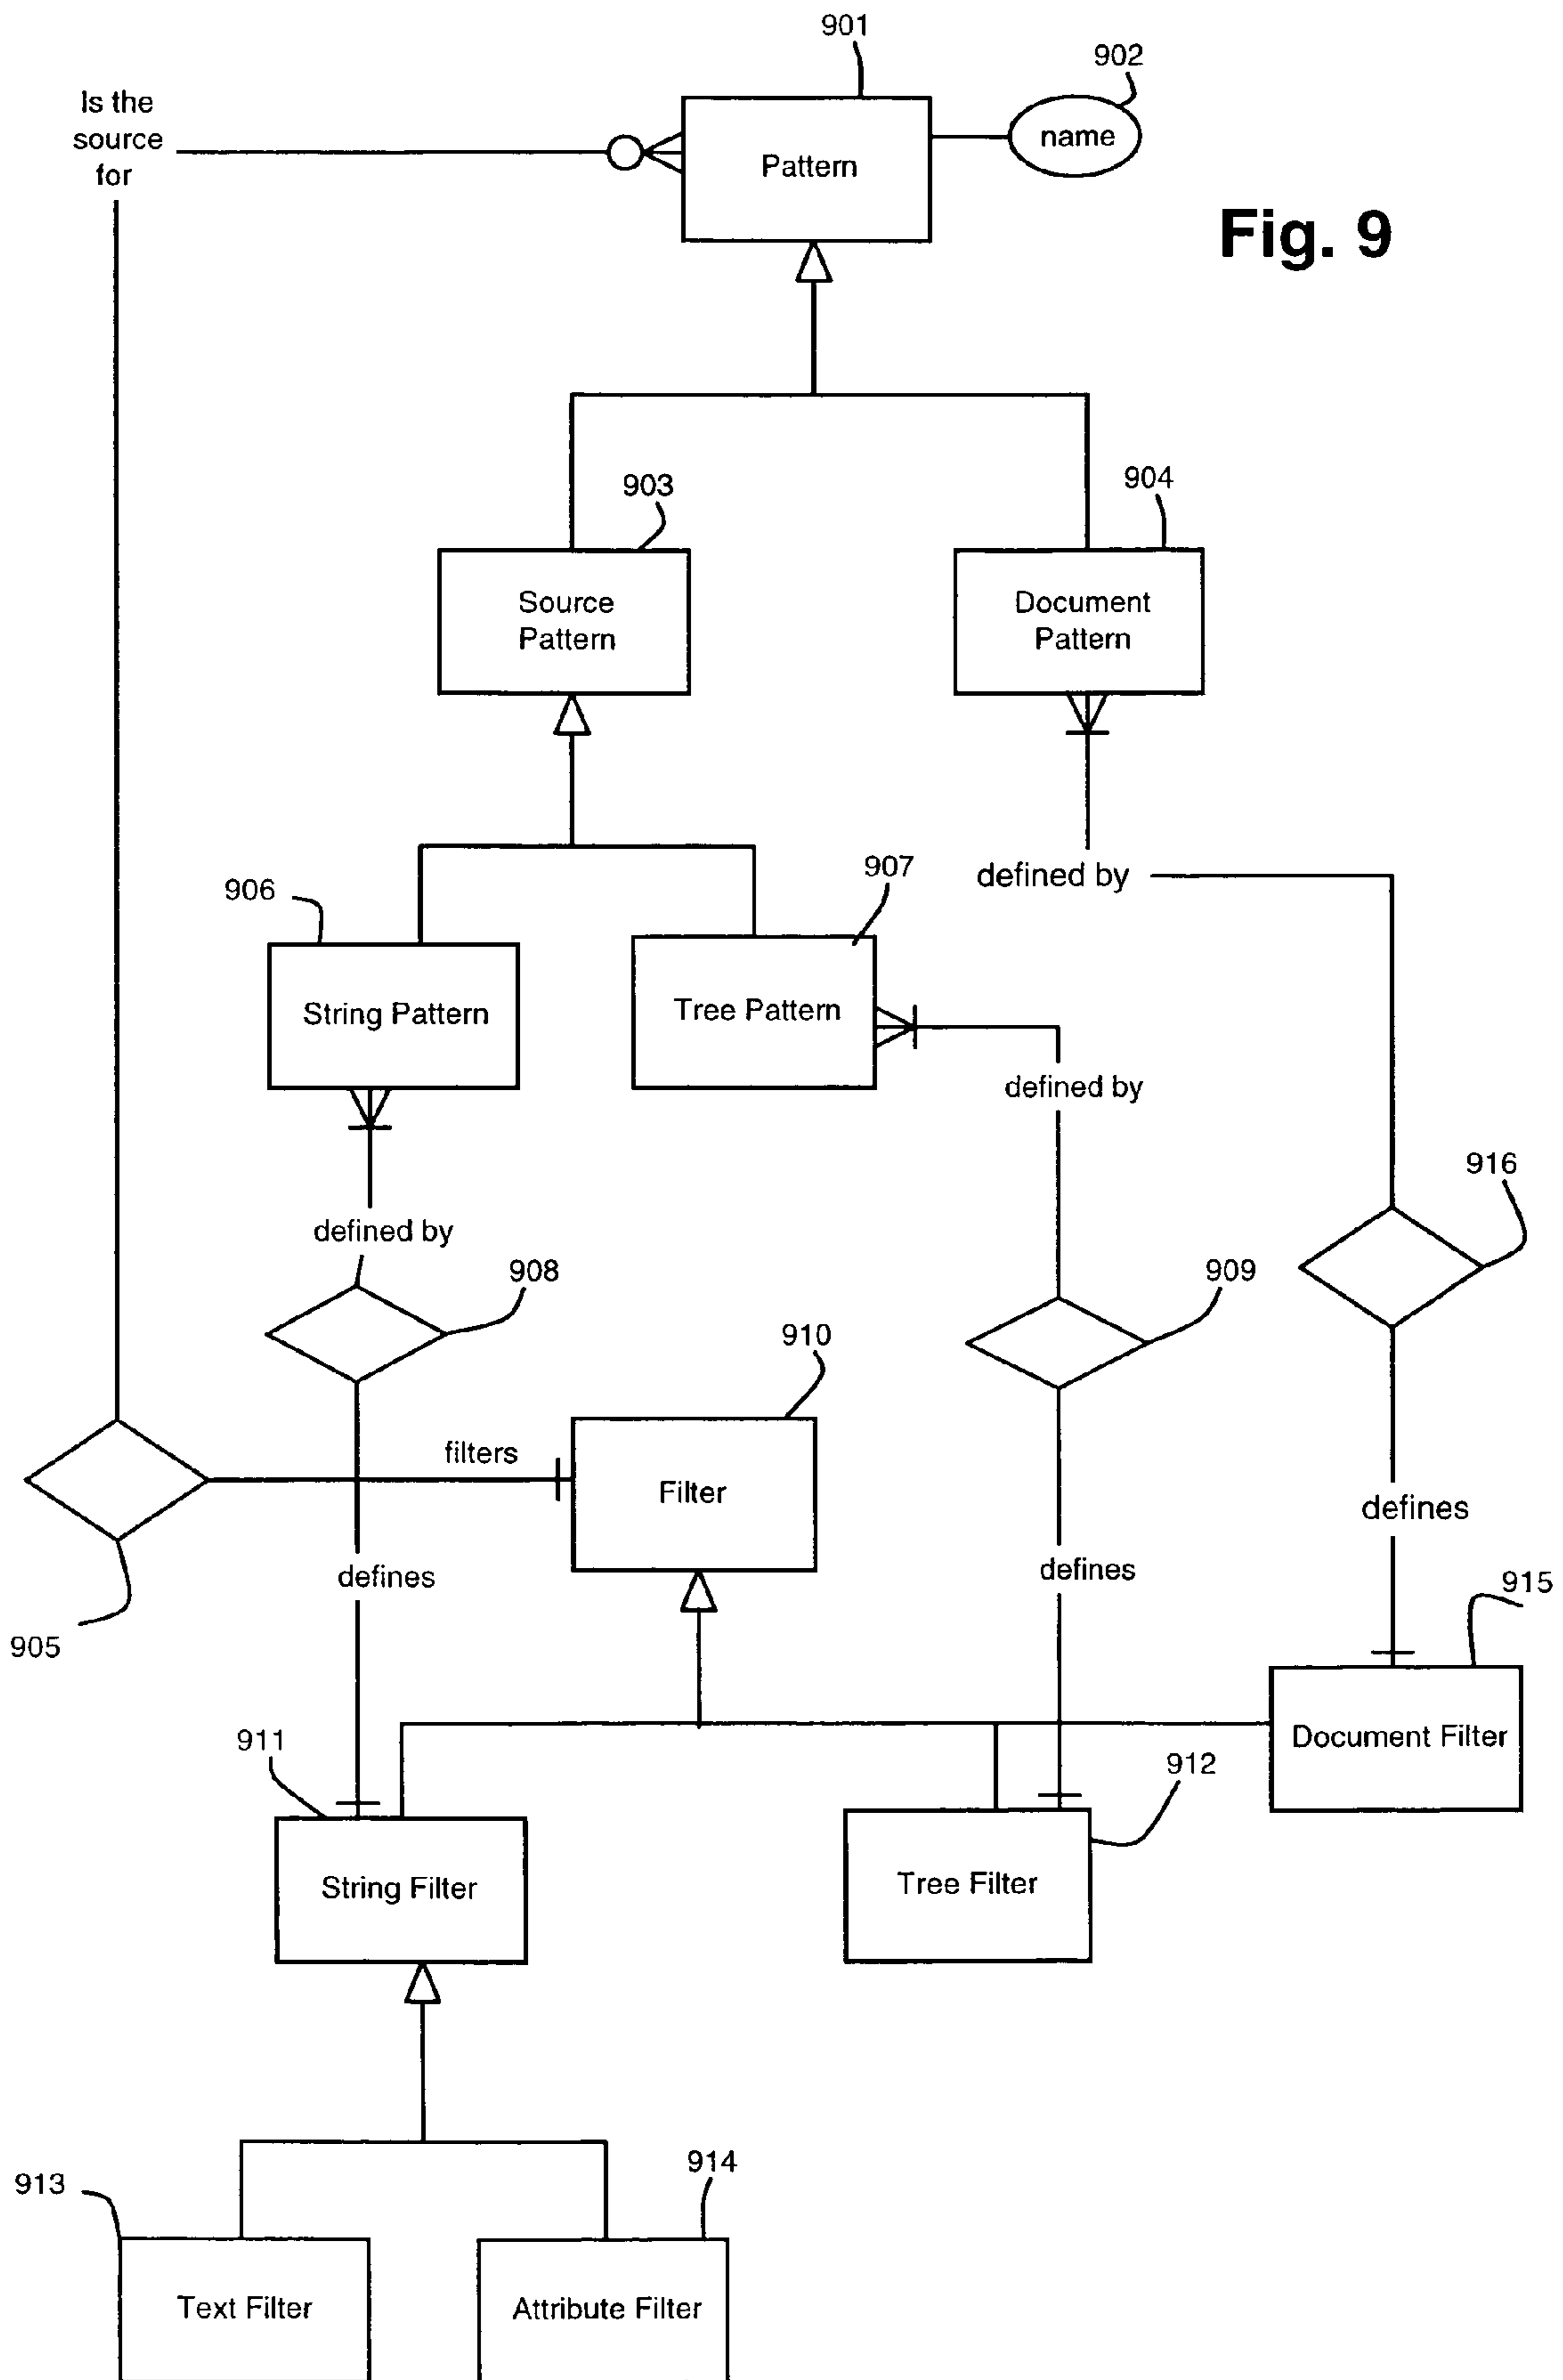 901
902
Is the
source
for
name
Pattern
Fig. 9
903
904
Source
Pattern
Document
Pattern
906
907
defined by
String Pattern
Tree Pattern
defined by
916
defined by
908
909
910
filters
Filter
defines
defines
defines
915
905
911
912
Document Filter
String Filter
Tree Filter
913
914
Text Filter
Attribute Filter